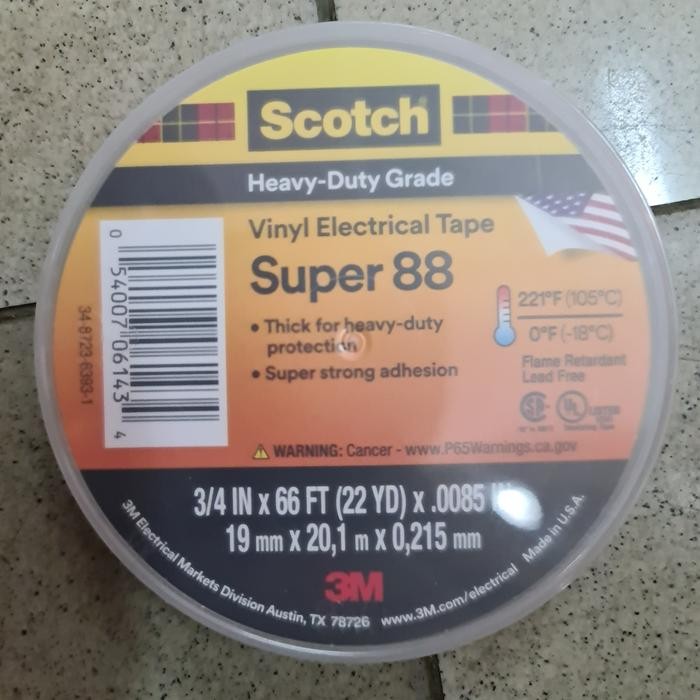 Scotch®
Heavy-Duty Grade
Vinyl Electrical Tape
Super 88
• Thick for heavy-duty
protection
• Super strong adhesion
221°F (105°C)
0°F (-18°C)
Flame Retardant
Lead Free
UL LISTED
0 54007 06143 4
34-8723-6393-1
WARNING: Cancer - www.P65Warnings.ca.gov
3/4 IN x 66 FT (22 YD) x .0085
19 mm x 20,1 m x 0,215 mm
3M
3M Electrical Markets Division Austin, TX 78726 www.3M.com/electrical Made in U.S.A.